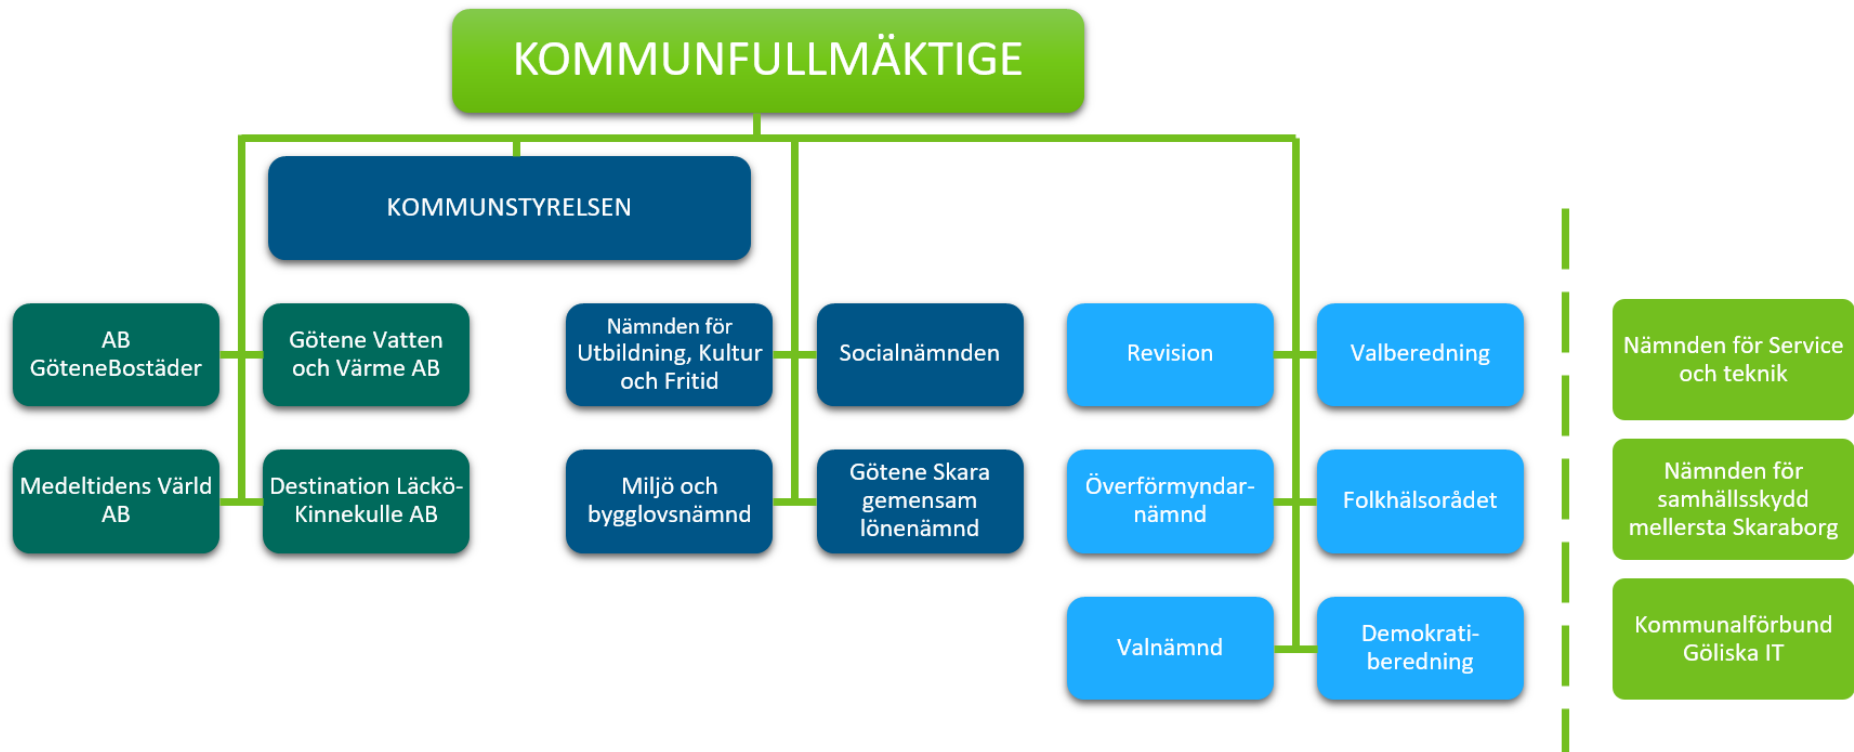 KOMMUNFULLMÄKTIGE
KOMMUNSTYRELSEN
AB
GöteneBostäder
Götene Vatten
och Värme AB
Nämnden för
Utbildning, Kultur
och Fritid
Socialnämnden
Revision
Valberedning
Nämnden för Service
och teknik
Medeltidens Värld
AB
Destination Läckö-
Kinnekulle AB
Miljö och
bygglovsnämnd
Götene Skara
gemensam
lönenämnd
Överförmyndar-
nämnd
Folkhälsorådet
Nämnden för
samhällsskydd
mellersta Skaraborg
Valnämnd
Demokrati-
beredning
Kommunalförbund
Göliska IT